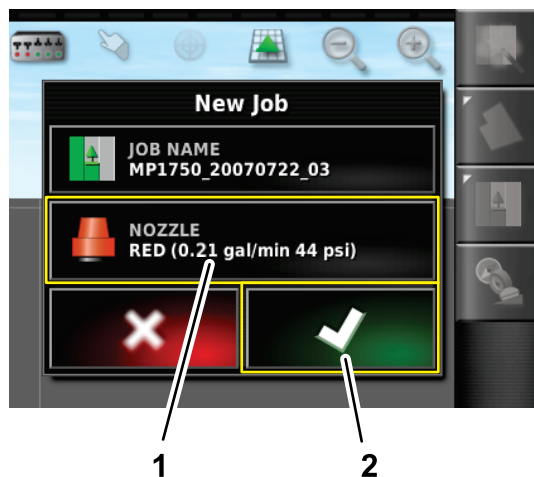 New Job
JOB NAME
MP1750_20070722_03
NOZZLE
RED (0.21 gal/min 44 psi)
1
2